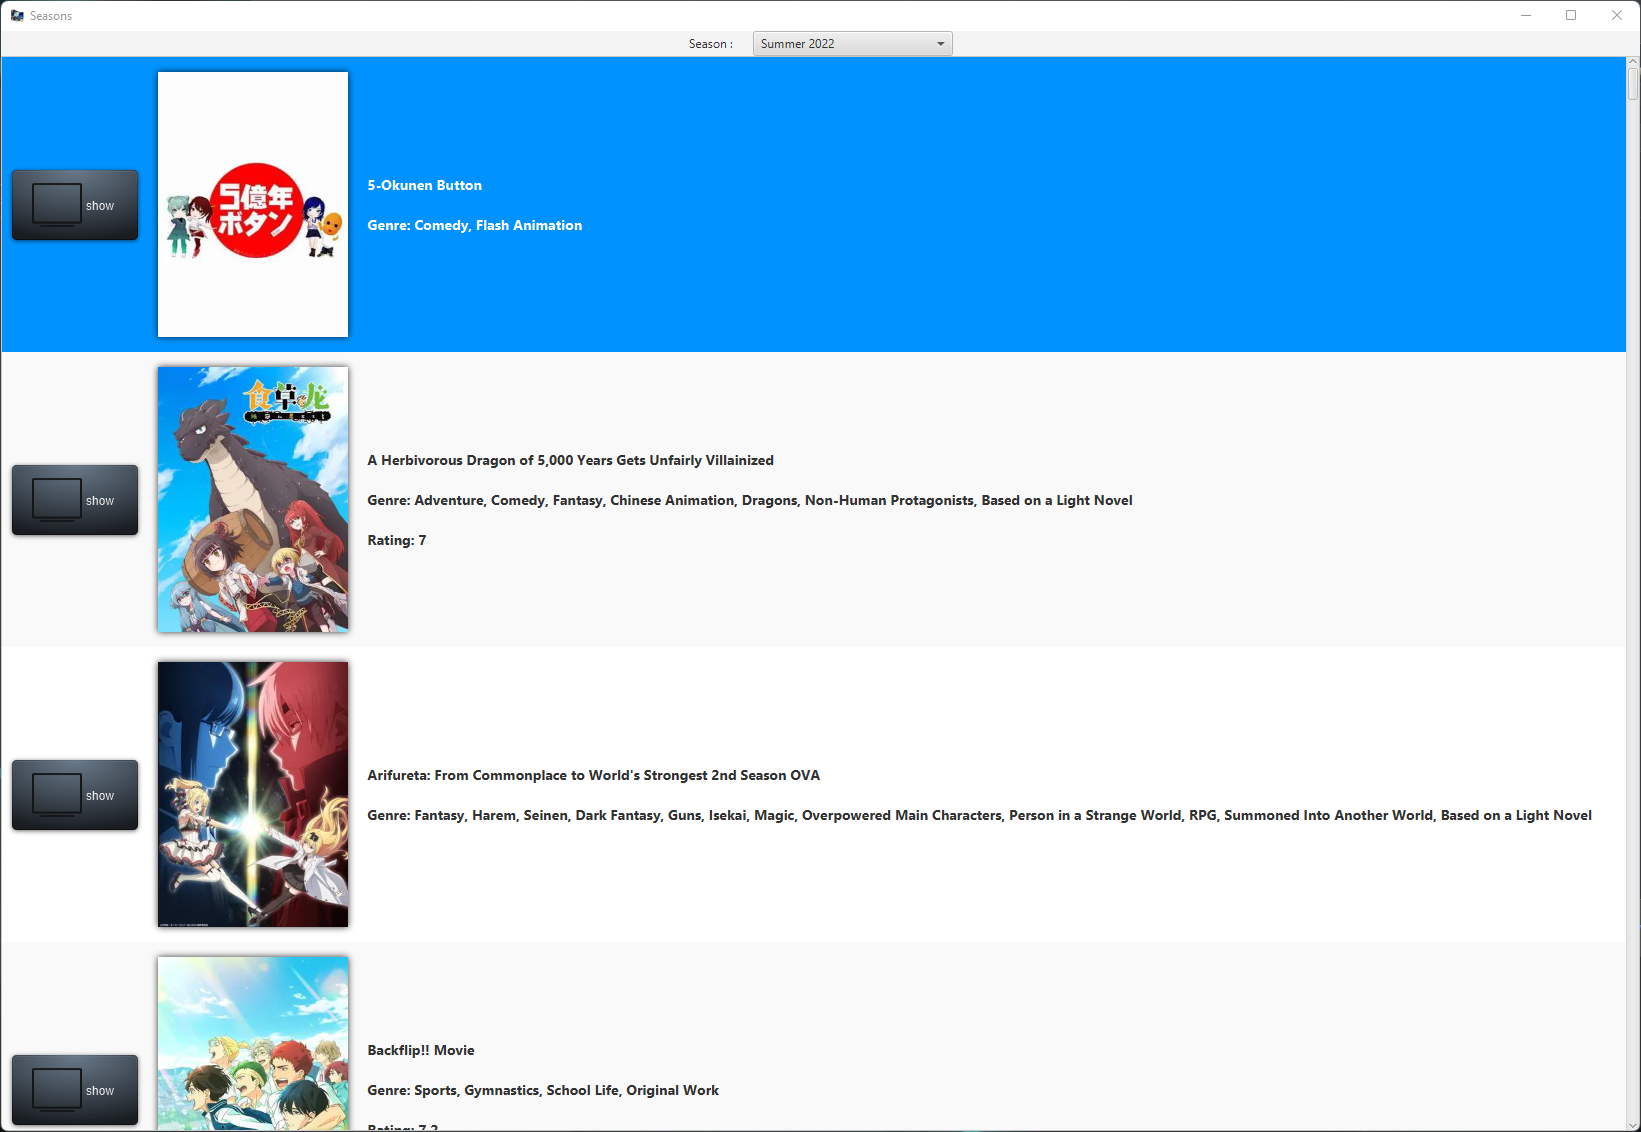 Seasons
Season :
Summer 2022
show
5億年
ボタン
5-Okunen Button
Genre: Comedy, Flash Animation
show
食草龙
A Herbivorous Dragon of 5,000 Years Gets Unfairly Villainized
Genre: Adventure, Comedy, Fantasy, Chinese Animation, Dragons, Non-Human Protagonists, Based on a Light Novel
Rating: 7
show
Arifureta: From Commonplace to World's Strongest 2nd Season OVA
Genre: Fantasy, Harem, Seinen, Dark Fantasy, Guns, Isekai, Magic, Overpowered Main Characters, Person in a Strange World, RPG, Summoned Into Another World, Based on a Light Novel
show
Backflip!! Movie
Genre: Sports, Gymnastics, School Life, Original Work
Rating: 7.2